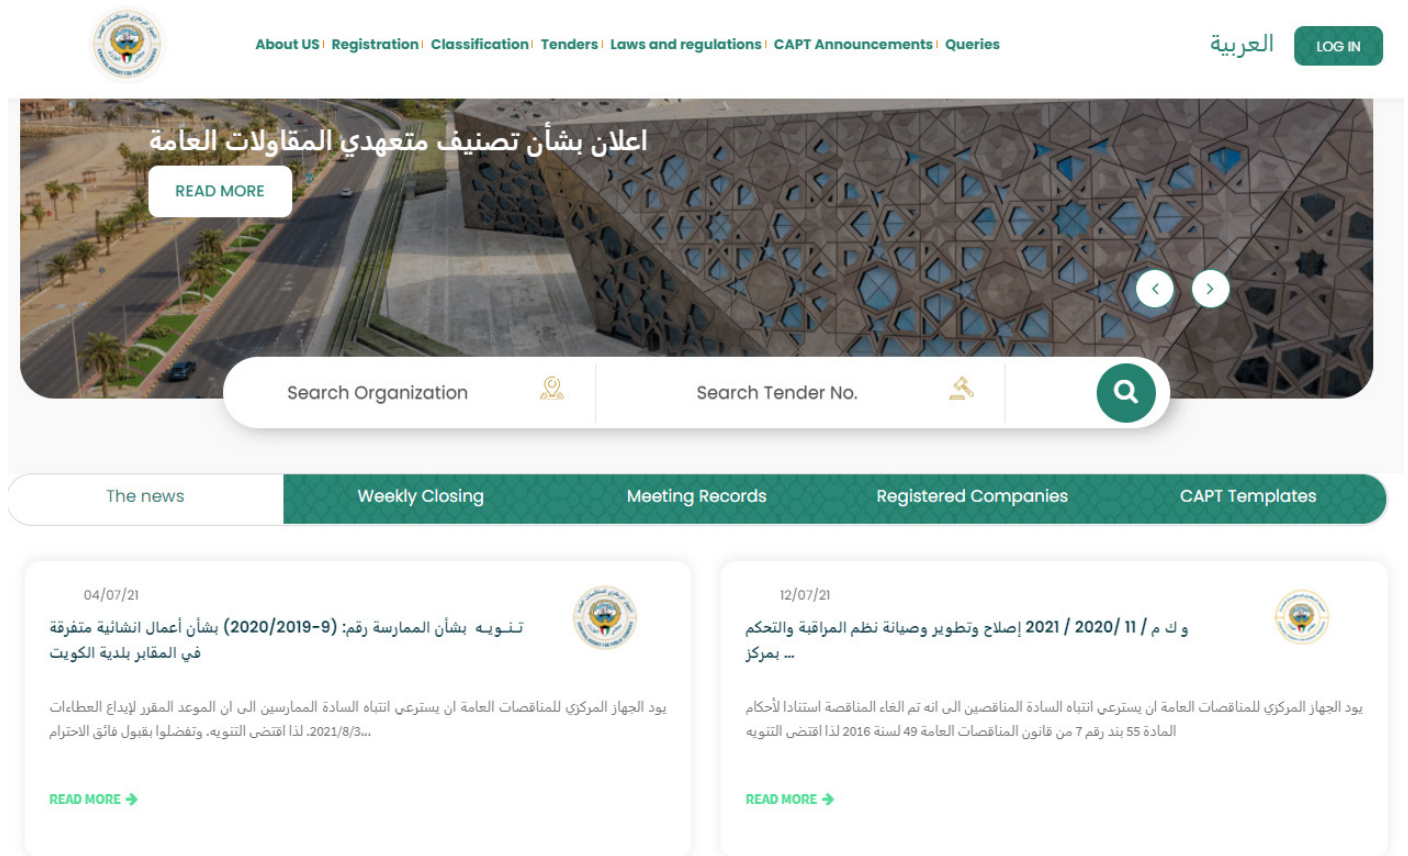 About US | Registration | Classification | Tenders | Laws and regulations | CAPT Announcements | Queries
العربية
LOG IN
اعلان بشأن تصنيف متعهدي المقاولات العامة
READ MORE
Search Organization
Search Tender No.
The news
Weekly Closing
Meeting Records
Registered Companies
CAPT Templates
04/07/21
تـنـويـه بشأن الممارسة رقم: (9-2020/2019) بشأن أعمال انشائية متفرقة
في المقابر بلدية الكويت
يود الجهاز المركزي للمناقصات العامة ان يسترعي انتباه السادة الممارسين الى ان الموعد المقرر لإيداع العطاءات
...2021/8/3. لذا اقتضى التنويه. وتفضلوا بقبول فائق الاحترام
READ MORE
12/07/21
و ك م / 11 /2020 / 2021 إصلاح وتطوير وصيانة نظم المراقبة والتحكم
بمركز ...
يود الجهاز المركزي للمناقصات العامة ان يسترعي انتباه السادة المناقصين الى انه تم الغاء المناقصة استنادا لأحكام
المادة 55 بند رقم 7 من قانون المناقصات العامة 49 لسنة 2016 لذا اقتضى التنويه
READ MORE